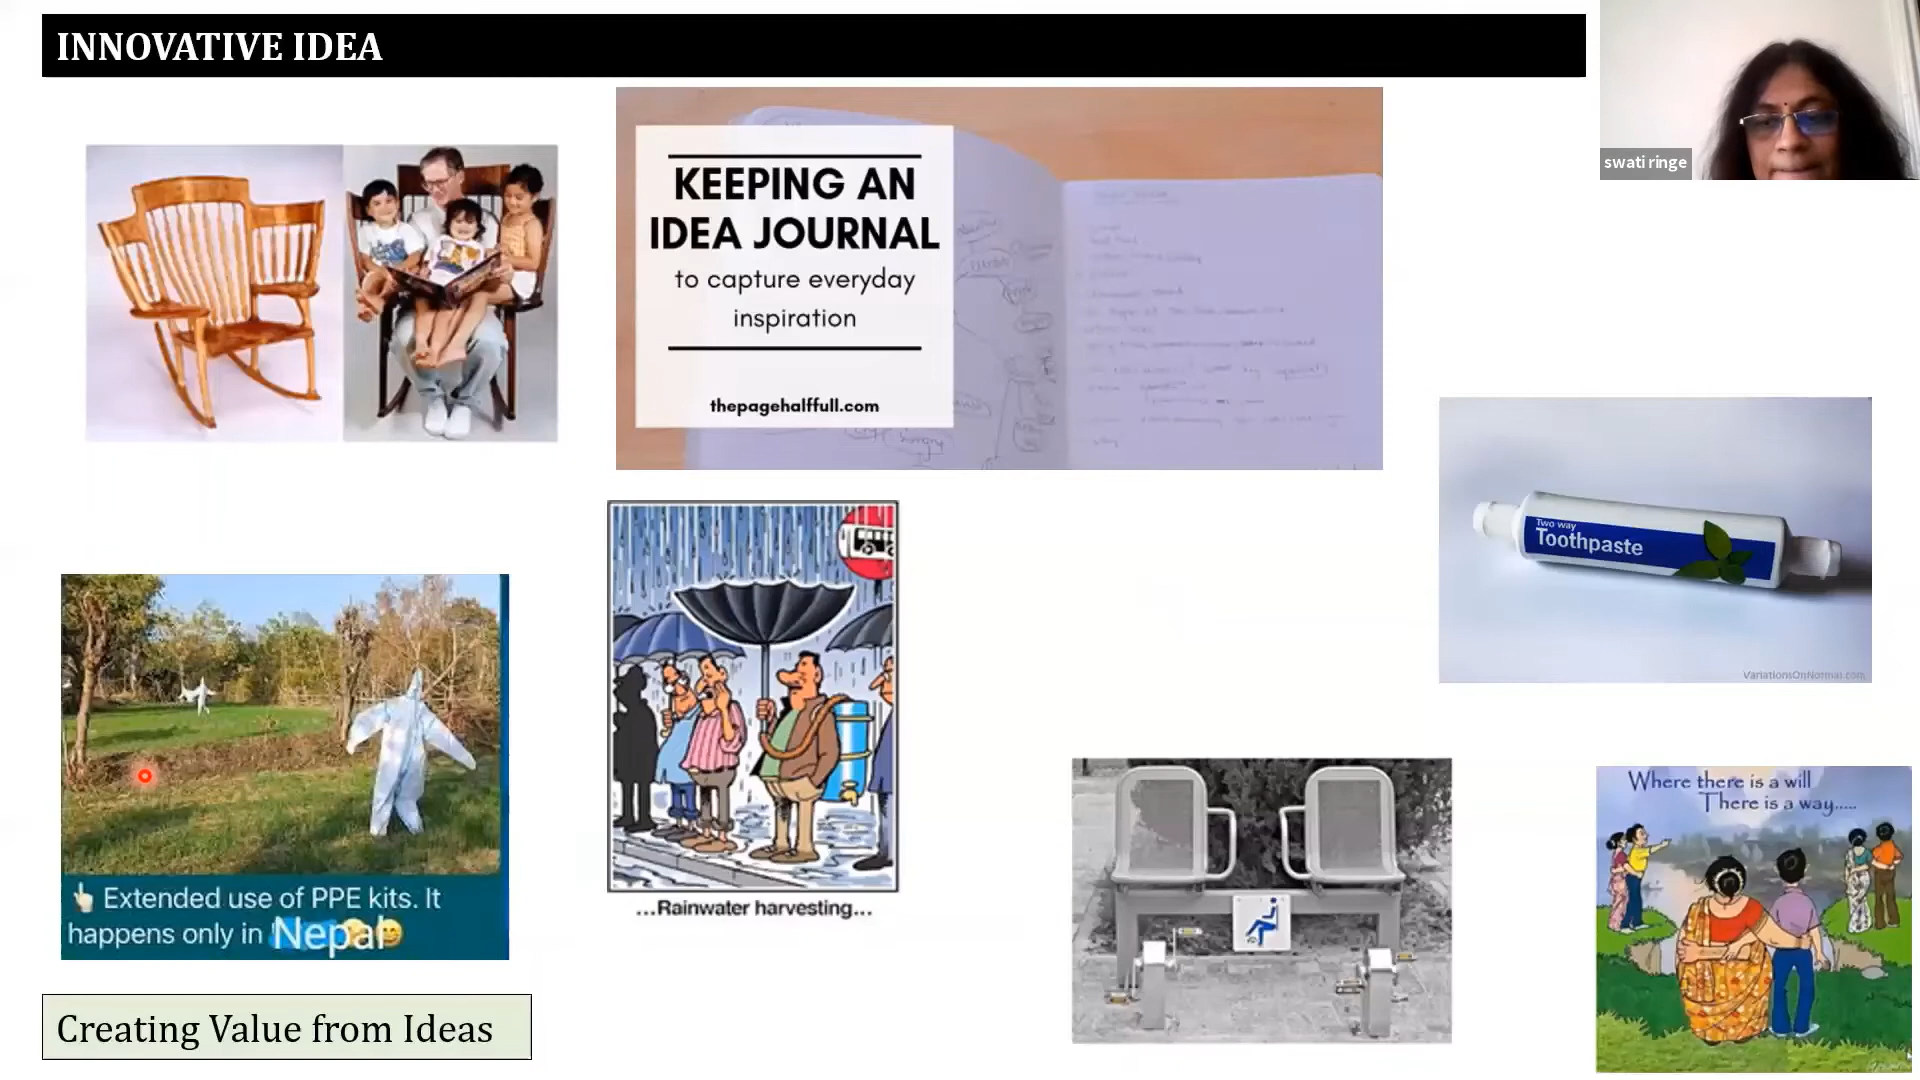 INNOVATIVE IDEA
swati ringe
KEEPING AN
IDEA JOURNAL
to capture everyday
inspiration
thepagehalffull.com
Two way
Toothpaste
VariationsOnNormal.com
Extended use of PPE kits. It
happens only in Nepal
...Rainwater harvesting...
Where there is a will
There is a way.....
Creating Value from Ideas